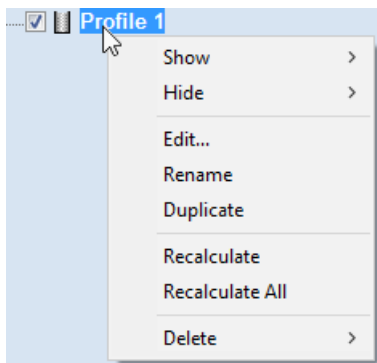 Profile 1
Show
Hide
Edit...
Rename
Duplicate
Recalculate
Recalculate All
Delete